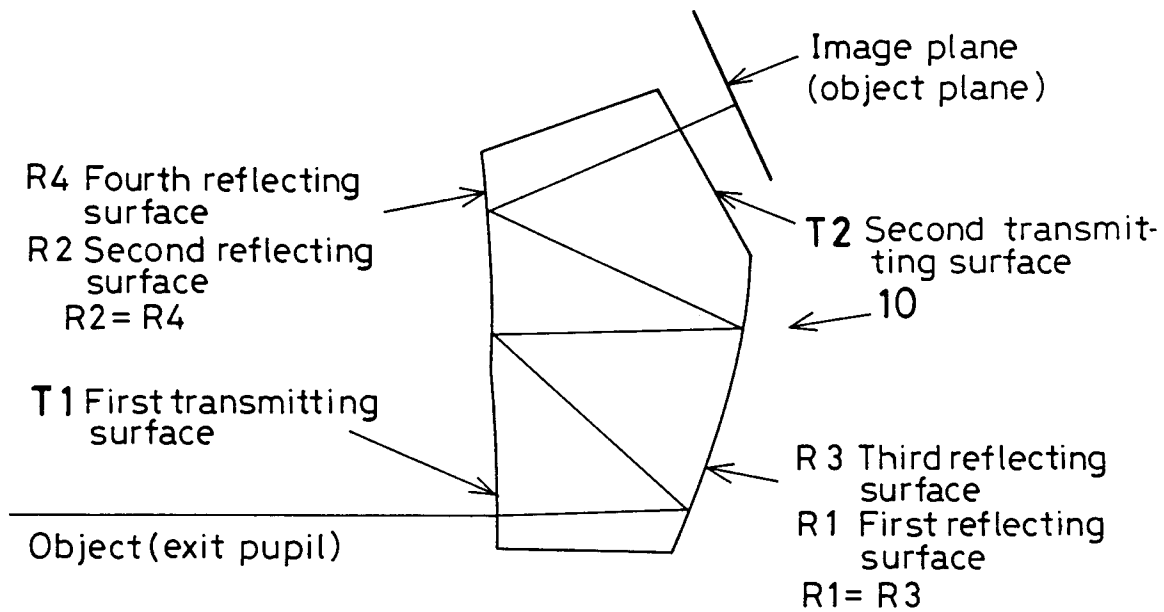 Image plane
(object plane)
R4 Fourth reflecting
surface
R2 Second reflecting
surface
R2= R4
T2 Second transmit-
ting surface
10
T1 First transmitting
surface
R3 Third reflecting
surface
R1 First reflecting
surface
R1= R3
Object(exit pupil)